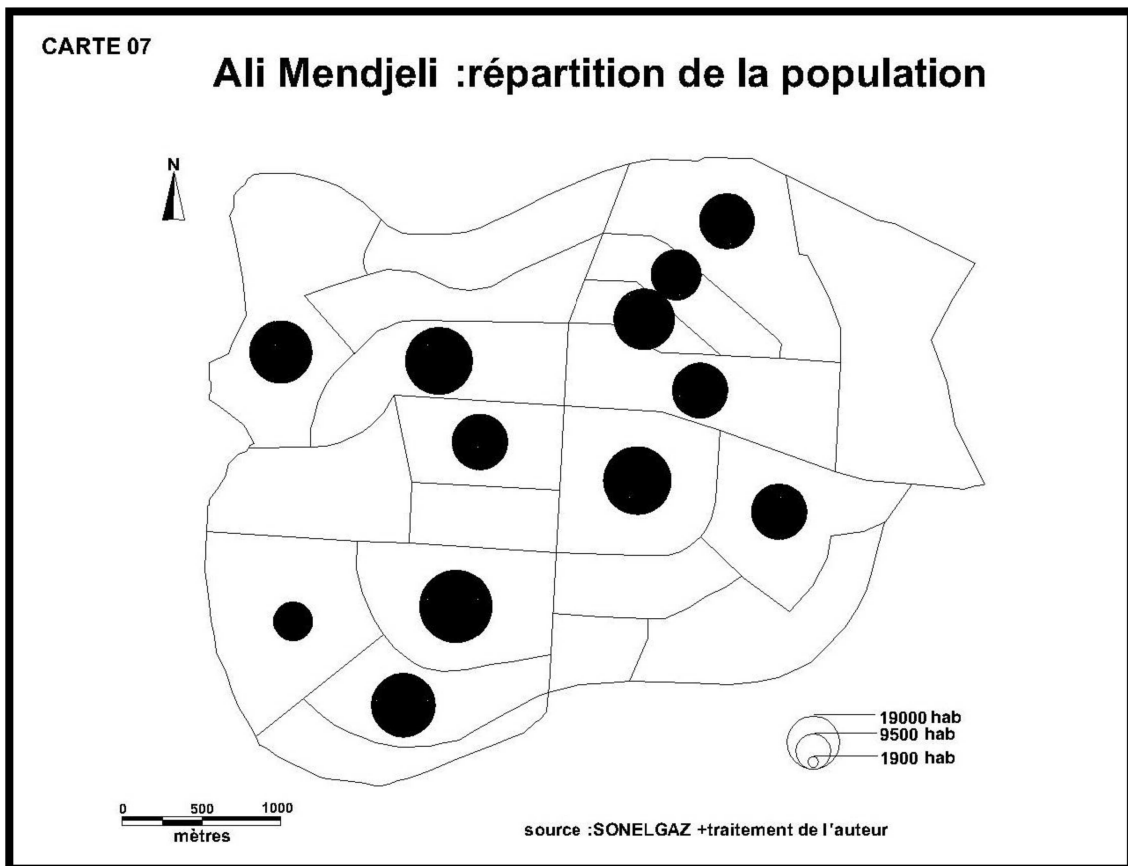 CARTE 07
Ali Mendjeli :répartition de la population
N
19000 hab
9500 hab
1900 hab
0 500 1000
mètres
source :SONELGAZ +traitement de l'auteur